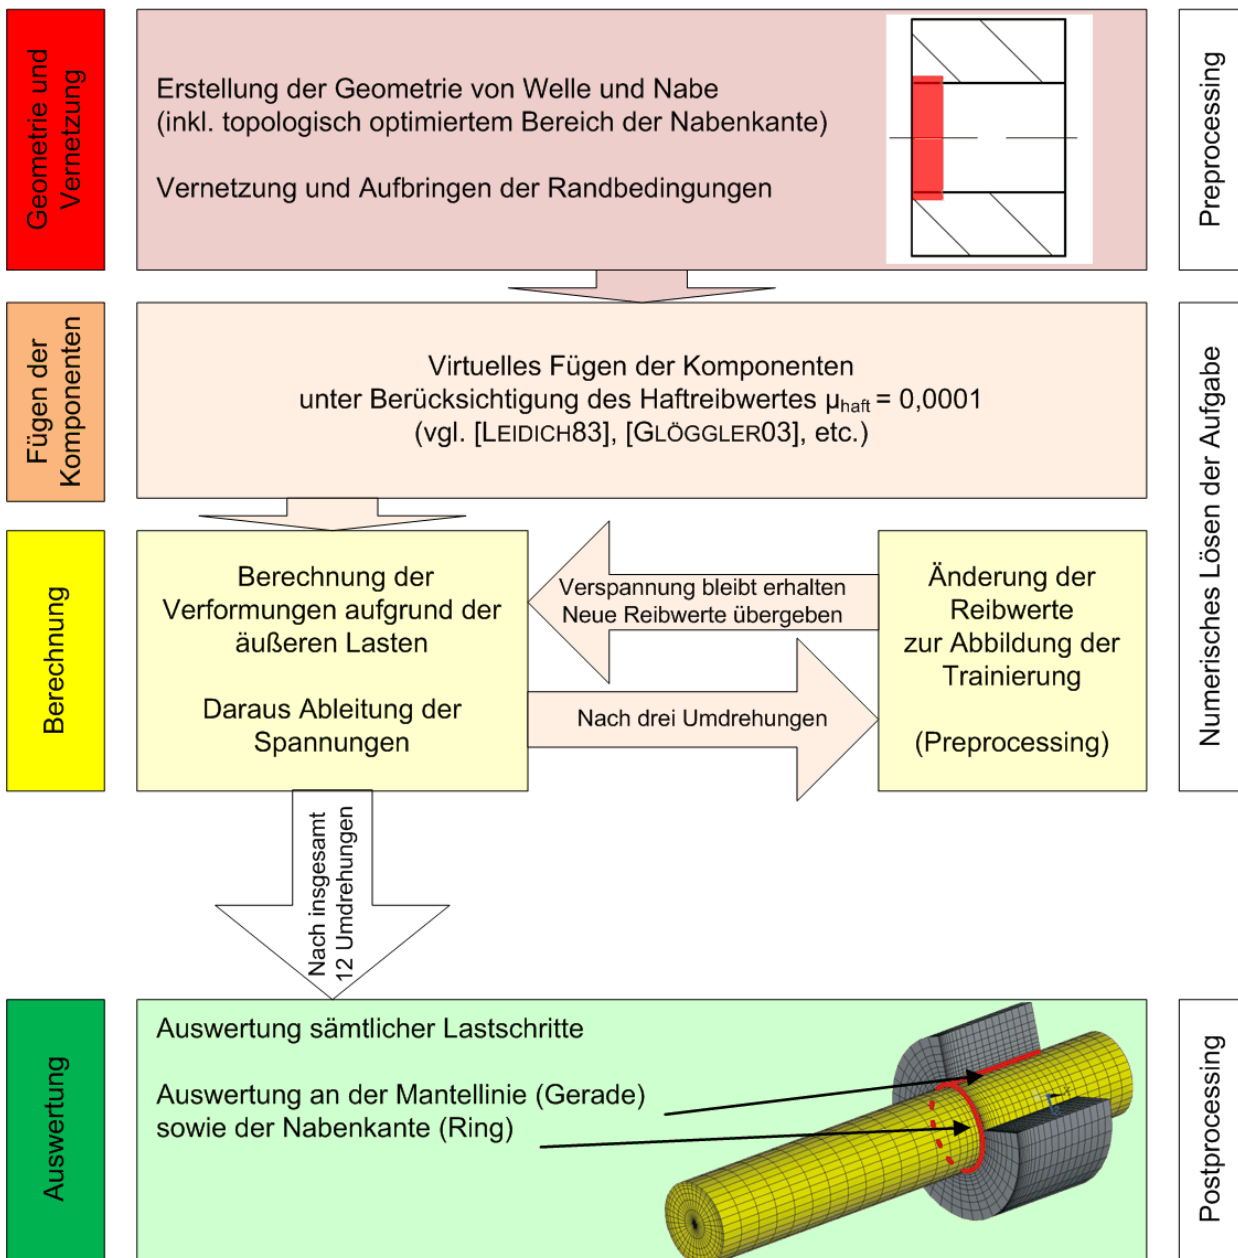 Geometrie und
Vernetzung
Erstellung der Geometrie von Welle und Nabe
(inkl. topologisch optimiertem Bereich der Nabenkante)
Vernetzung und Aufbringen der Randbedingungen
Preprocessing
Fügen der
Komponenten
Virtuelles Fügen der Komponenten
unter Berücksichtigung des Haftreibwertes µhaft = 0,0001
(vgl. [LEIDICH83], [GLÖGGLER03], etc.)
Numerisches Lösen der Aufgabe
Berechnung
Berechnung der
Verformungen aufgrund der
äußeren Lasten
Daraus Ableitung der
Spannungen
Verspannung bleibt erhalten
Neue Reibwerte übergeben
Nach drei Umdrehungen
Änderung der
Reibwerte
zur Abbildung der
Trainierung
(Preprocessing)
Nach insgesamt
12 Umdrehungen
Auswertung
Auswertung sämtlicher Lastschritte
Auswertung an der Mantellinie (Gerade)
sowie der Nabenkante (Ring)
Postprocessing